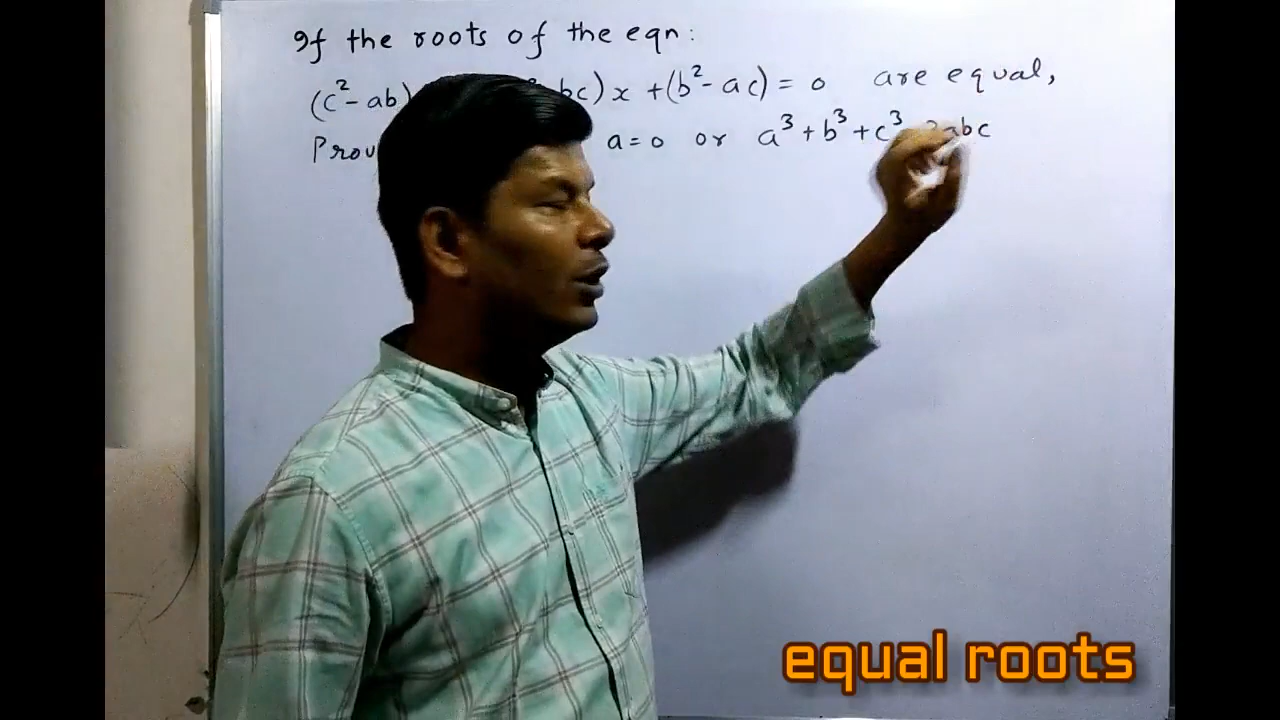 If the roots of the eqn:
(c²-ab) bc)x + (b²-ac) = 0 are equal,
a=0 or a³+b³+c³ abc
equal roots